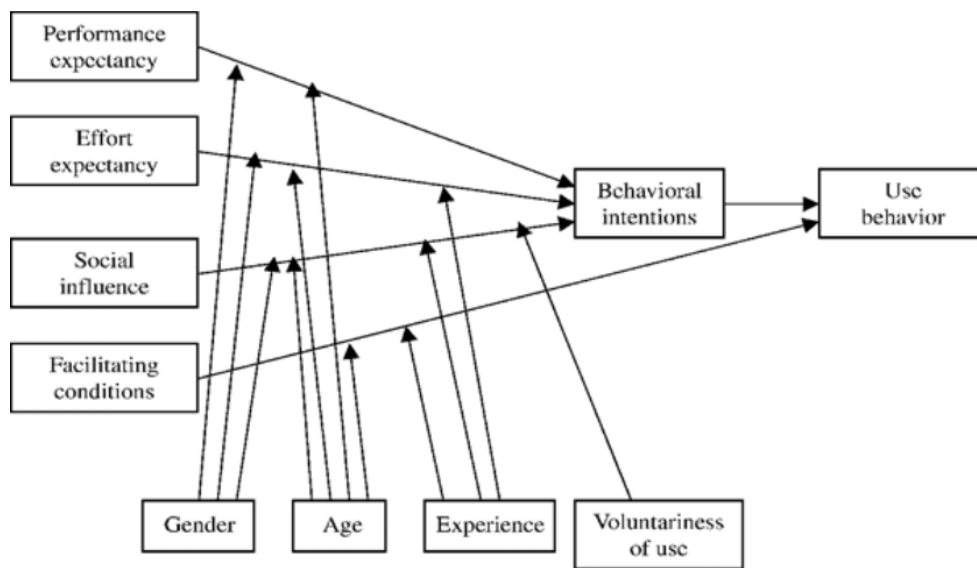 Performance
expectancy
Effort
expectancy
Social
influence
Facilitating
conditions
Behavioral
intentions
Use
behavior
Gender
Age
Experience
Voluntariness
of use